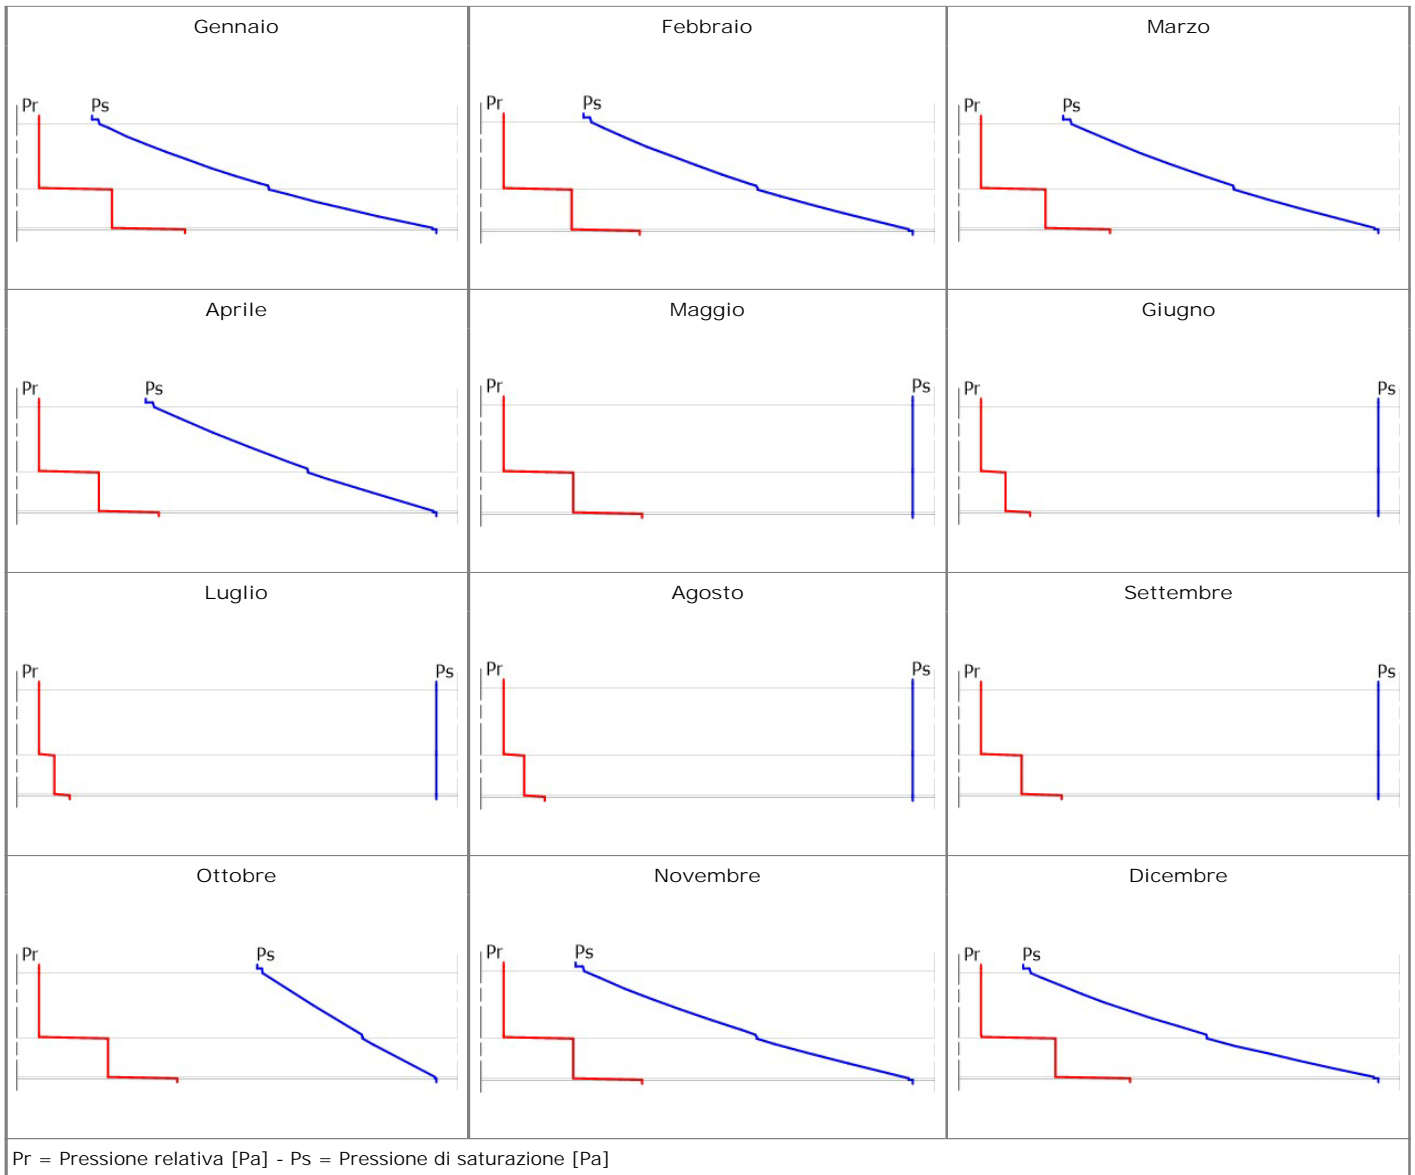 Gennaio Febbraio Marzo
Pr Ps Pr Ps Pr Ps
Aprile Maggio Giugno
Pr Ps Pr Ps Pr Ps
Luglio Agosto Settembre
Pr Ps Pr Ps Pr Ps
Ottobre Novembre Dicembre
Pr Ps Pr Ps Pr Ps
Pr = Pressione relativa [Pa] - Ps = Pressione di saturazione [Pa]